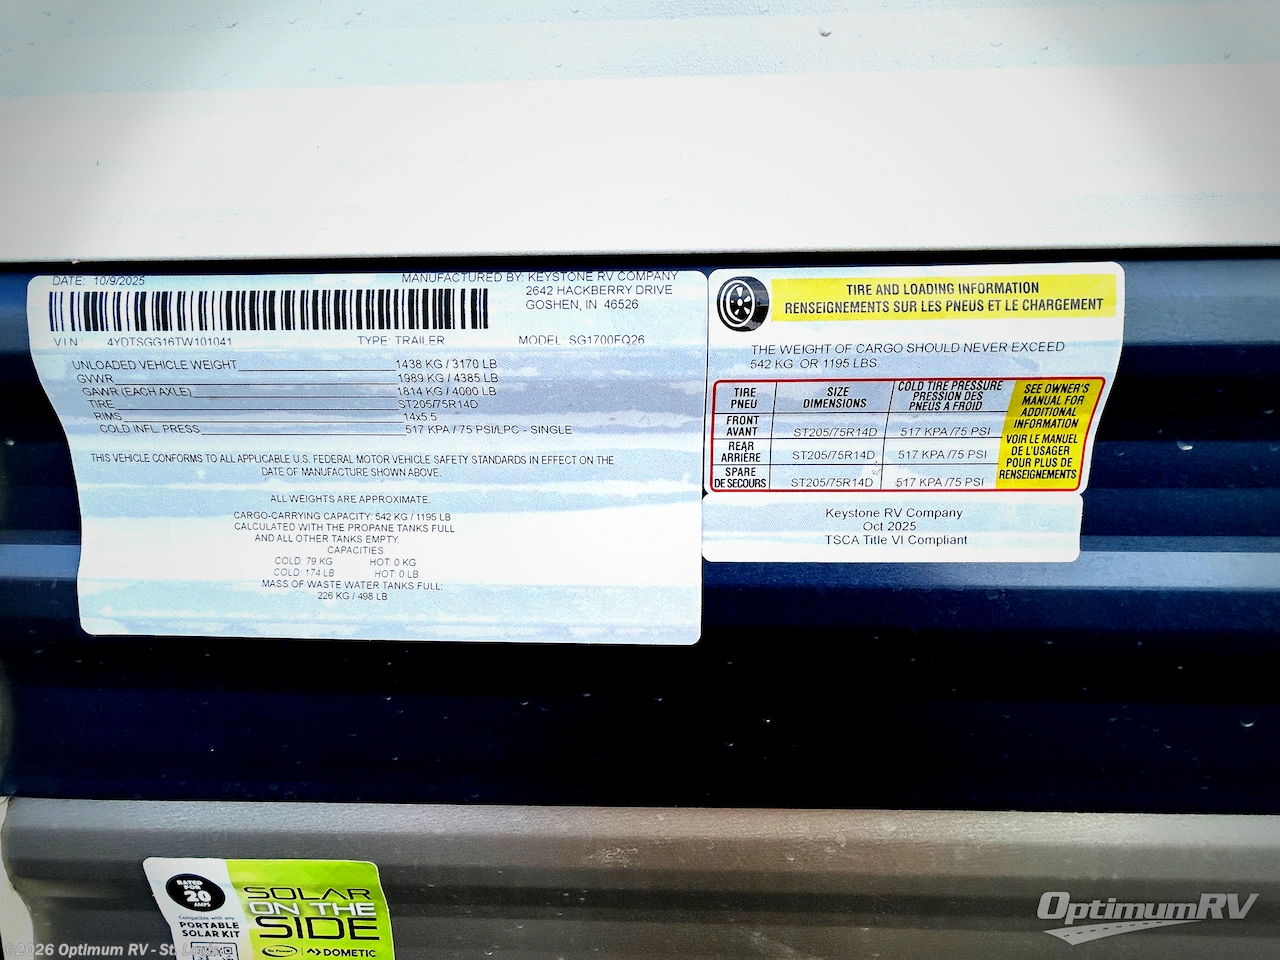 DATE: 10/9/2025
MANUFACTURED BY: KEYSTONE RV COMPANY
2642 HACKBERRY DRIVE
GOSHEN, IN 46526
VIN: 4YDTSGG16TW101041 TYPE: TRAILER MODEL: SG1700FQ26
UNLOADED VEHICLE WEIGHT 1438 KG / 3170 LB
GVWR 1989 KG / 4385 LB
GAWR (EACH AXLE) 1814 KG / 4000 LB
TIRE ST205/75R14D
RIMS 14x5.5
COLD INFL. PRESS 517 KPA / 75 PSI/LPC - SINGLE
THIS VEHICLE CONFORMS TO ALL APPLICABLE U.S. FEDERAL MOTOR VEHICLE SAFETY STANDARDS IN EFFECT ON THE
DATE OF MANUFACTURE SHOWN ABOVE.
ALL WEIGHTS ARE APPROXIMATE.
CARGO-CARRYING CAPACITY: 542 KG / 1195 LB
CALCULATED WITH THE PROPANE TANKS FULL
AND ALL OTHER TANKS EMPTY.
CAPACITIES:
COLD 79 KG HOT: 0 KG
COLD 174 LB HOT: 0 LB
MASS OF WASTE WATER TANKS FULL:
226 KG / 498 LB
TIRE AND LOADING INFORMATION
RENSEIGNEMENTS SUR LES PNEUS ET LE CHARGEMENT
THE WEIGHT OF CARGO SHOULD NEVER EXCEED
542 KG OR 1195 LBS.
TIRE
PNEU
SIZE
DIMENSIONS
COLD TIRE PRESSURE
PRESSION DES
PNEUS A FROID
FRONT
AVANT
ST205/75R14D 517 KPA /75 PSI
REAR
ARRIÈRE
ST205/75R14D 517 KPA /75 PSI
SPARE
DE SECOURS
ST205/75R14D 517 KPA /75 PSI
SEE OWNER'S
MANUAL FOR
ADDITIONAL
INFORMATION
VOIR LE MANUEL
DE L'USAGER
POUR PLUS DE
RENSEIGNEMENTS
Keystone RV Company
Oct 2025
TSCA Title VI Compliant
RATED
FOR
20
AMPS
Compatible with any
PORTABLE
SOLAR KIT
SOLAR
ON THE
SIDE
Go Power!
DOMETIC
2026 Optimum RV - St.
OptimumRV